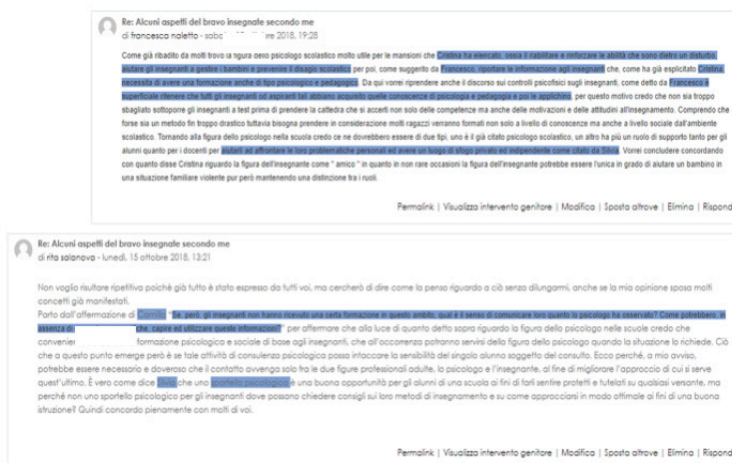 Re: Alcuni aspetti del bravo insegnate secondo me
di francesca naletto - sabato 2018, 19:28
Come già ribadito da molti trovo la figura dello psicologo scolastico molto utile per le mansioni che Cristina ha elencato, ossia il riabilitare e rinforzare le abilità che sono dietro un disturbo,
aiutare gli insegnanti a gestire i bambini e prevenire il disagio scolastico per poi, come suggerito da Francesco, riportare le informazione agli insegnanti che, come ha già esplicitato Cristina
necessita di avere una formazione anche di tipo psicologico e pedagogico. Da qui vorrei riprendere anche il discorso sui controlli psicofisici sugli insegnanti, come detto da Francesco è
superficiale ritenere che tutti gli insegnanti od aspiranti tali abbiano acquisito quelle conoscenze di psicologia e pedagogia e poi le applichino, per questo motivo credo che non sia troppo
sbagliato sottoporre gli insegnanti a test prima di prendere la cattedra che si accerti non solo delle competenze ma anche delle motivazioni e delle attitudini all'insegnamento. Comprendo che
forse sia un metodo fin troppo drastico tuttavia bisogna prendere in considerazione molti ragazzi verranno formati non solo a livello di conoscenze ma anche a livello sociale dall'ambiente
scolastico. Tornando alla figura dello psicologo nella scuola credo ce ne dovrebbero essere di due tipi, uno è il già citato psicologo scolastico, un altro ha più un ruolo di supporto tanto per gli
alunni quanto per i docenti per aiutarli ad affrontare le loro problematiche personali ed avere un luogo di sfogo privato ed indipendente come citato da Silvia. Vorrei concludere concordando
con quanto disse Cristina riguardo la figura dell'insegnante come " amico " in quanto in non rare occasioni la figura dell'insegnante potrebbe essere l'unica in grado di aiutare un bambino in
una situazione familiare violente pur però mantenendo una distinzione tra i ruoli.
Permalink | Visualizza intervento genitore | Modifica | Sposta altrove | Elimina | Rispondi
Re: Alcuni aspetti del bravo insegnate secondo me
di rita salanova - lunedì, 15 ottobre 2018, 13:21
Non voglio risultare ripetitiva poichè già tutto è stato espresso da tutti voi, ma cercherò di dire come la penso riguardo a ciò senza dilungarmi, anche se la mia opinione sposa molti
concetti già manifestati.
Parto dall'affermazione di Camilla "Se, però, gli insegnanti non hanno ricevuto una certa formazione in questo ambito, qual è il senso di comunicare loro quanto lo psicologo ha osservato? Come potrebbero, in
assenza di che, capire ed utilizzare queste informazioni?" per affermare che alla luce di quanto detto sopra riguardo la figura dello psicologo nelle scuole credo che
convenien formazione psicologica e sociale di base agli insegnanti, che all'occorrenza potranno servirsi della figura dello psicologo quando la situazione lo richiede. Ciò
che a questo punto emerge però è se tale attività di consulenza psicologica possa intaccare la sensibilità del singolo alunno soggetto del consulto. Ecco perchè, a mio avviso,
potrebbe essere necessario e doveroso che il contatto avvenga solo fra le due figure professionali adulte, lo psicologo e l'insegnante, al fine di migliorare l'approccio di cui si serve
quest'ultimo. È vero come dice Silvia che uno sportello psicologico è una buona opportunità per gli alunni di una scuola ai fini di farli sentire protetti e tutelati su qualsiasi versante, ma
perchè non uno sportello psicologico per gli insegnanti dove possano chiedere consigli sui loro metodi di insegnamento e su come approcciarsi in modo ottimale ai fini di una buona
istruzione? Quindi concordo pienamente con molti di voi.
Permalink | Visualizza intervento genitore | Modifica | Sposta altrove | Elimina | Rispondi